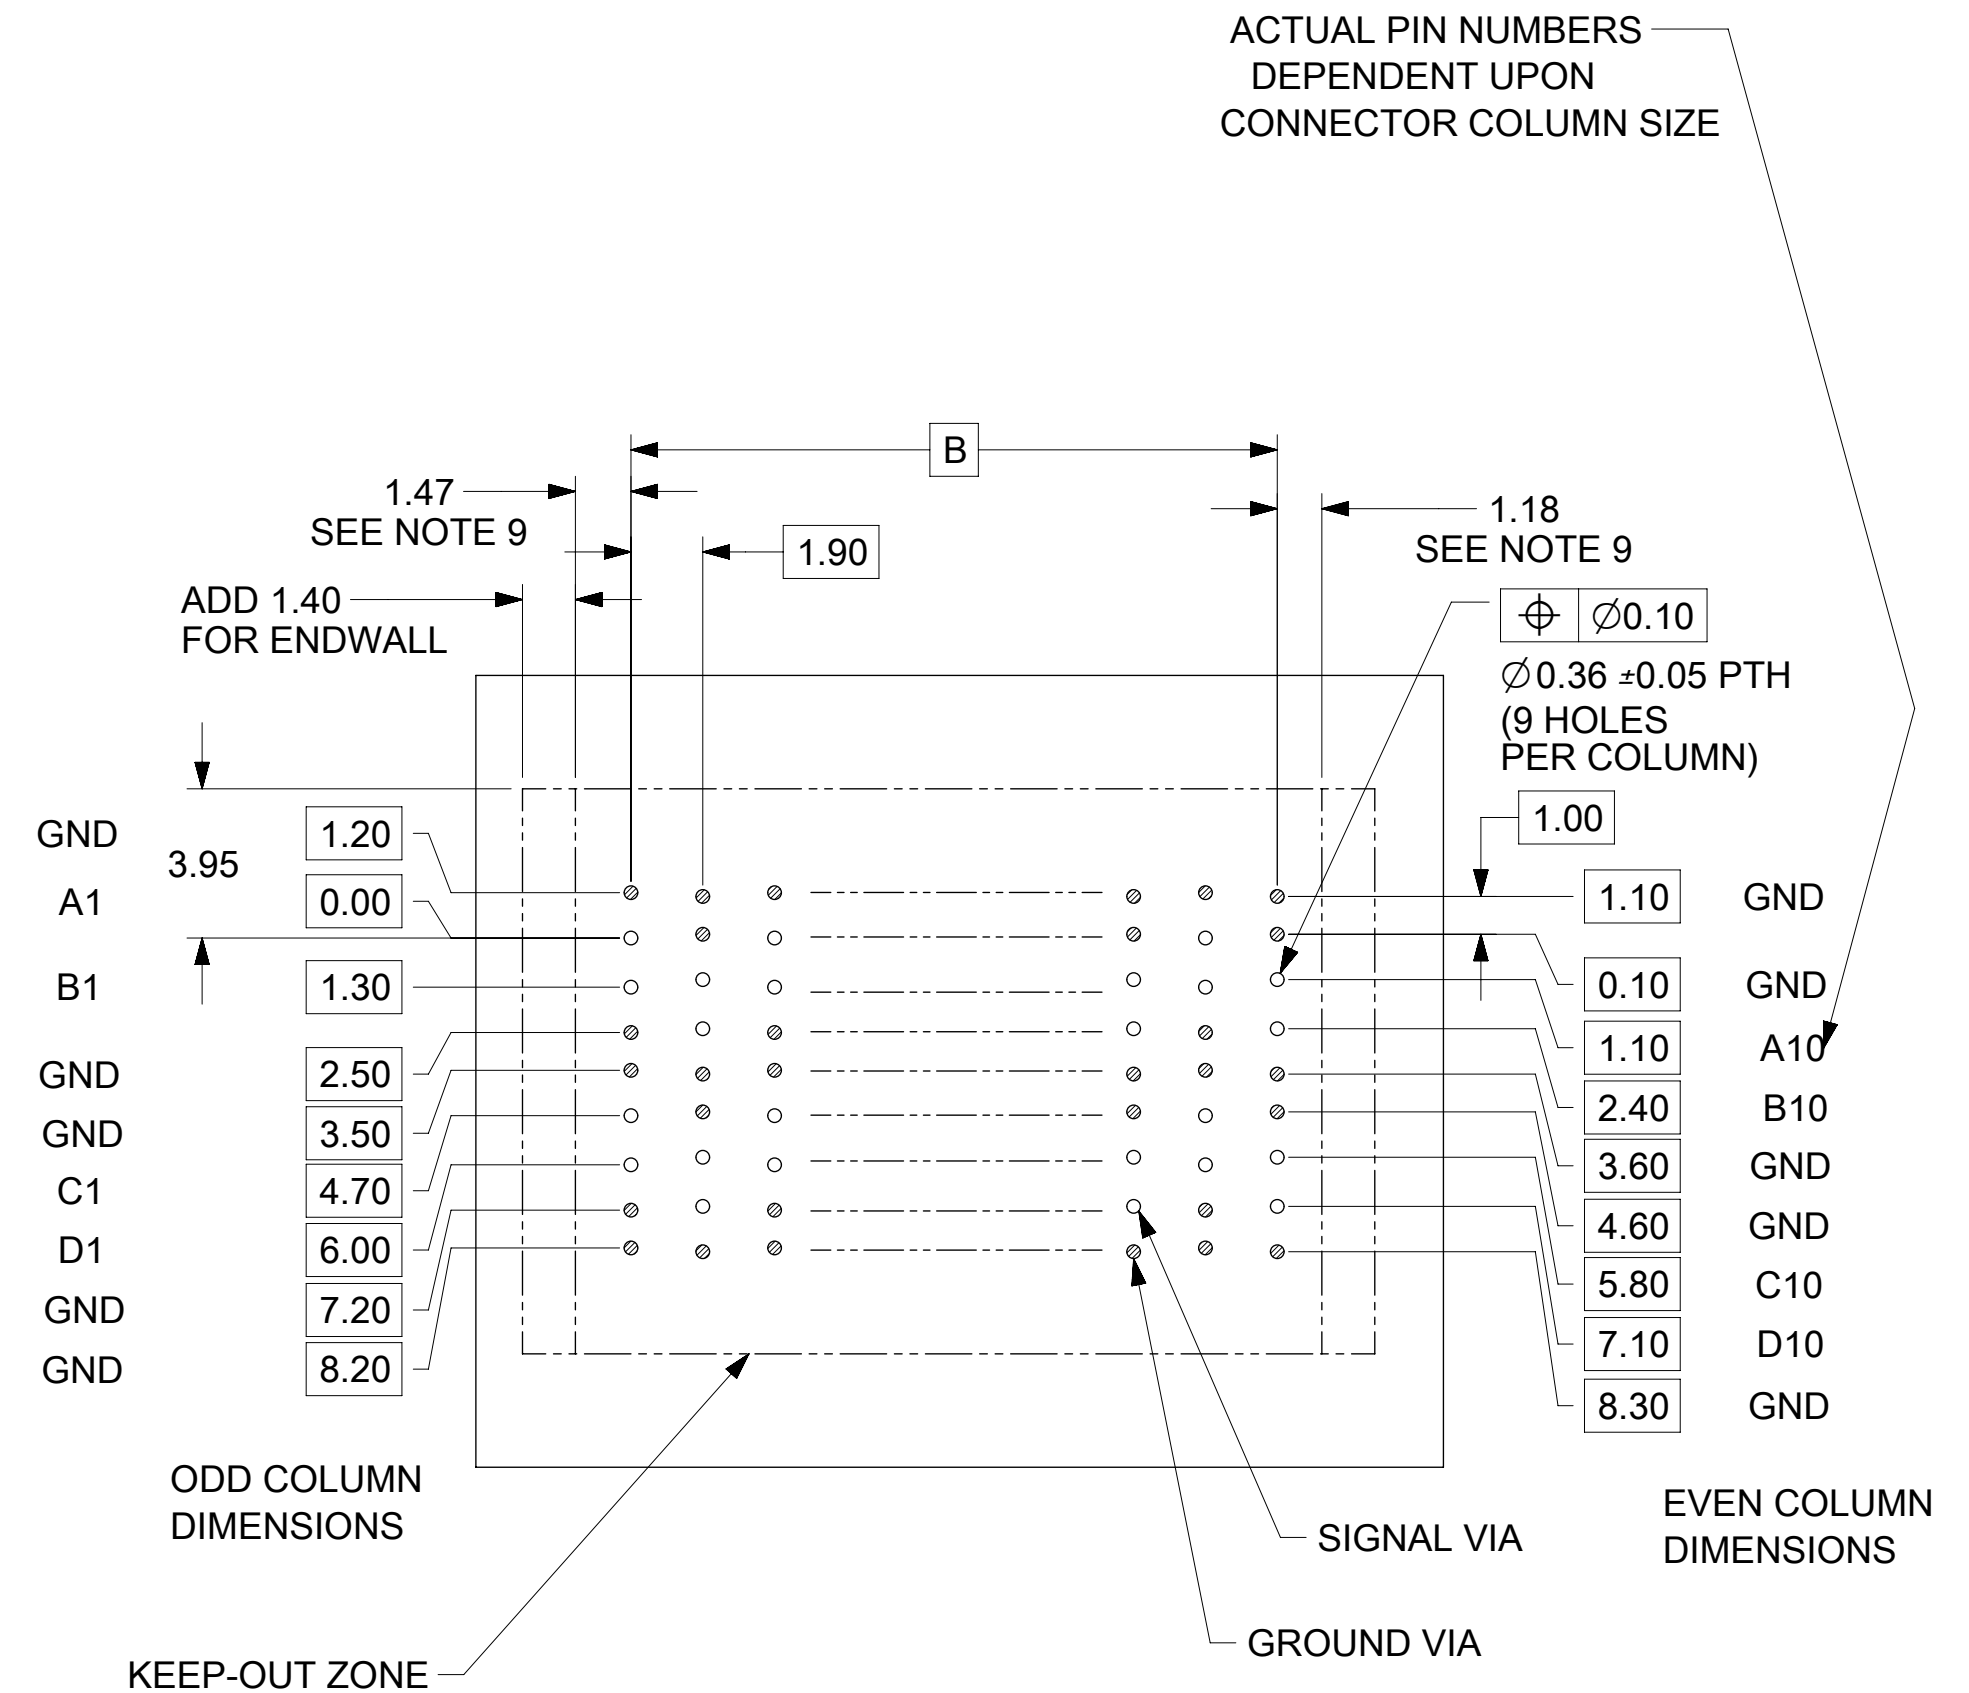 ACTUAL PIN NUMBERS
DEPENDENT UPON
CONNECTOR COLUMN SIZE
B
1.47
SEE NOTE 9
1.18
SEE NOTE 9
1.90
ADD 1.40
FOR ENDWALL
⌖ ∅0.10
∅0.36 ±0.05 PTH
(9 HOLES
PER COLUMN)
1.00
3.95
GND 1.20
A1 0.00
B1 1.30
GND 2.50
GND 3.50
C1 4.70
D1 6.00
GND 7.20
GND 8.20
1.10 GND
0.10 GND
1.10 A10
2.40 B10
3.60 GND
4.60 GND
5.80 C10
7.10 D10
8.30 GND
ODD COLUMN
DIMENSIONS
EVEN COLUMN
DIMENSIONS
SIGNAL VIA
GROUND VIA
KEEP-OUT ZONE